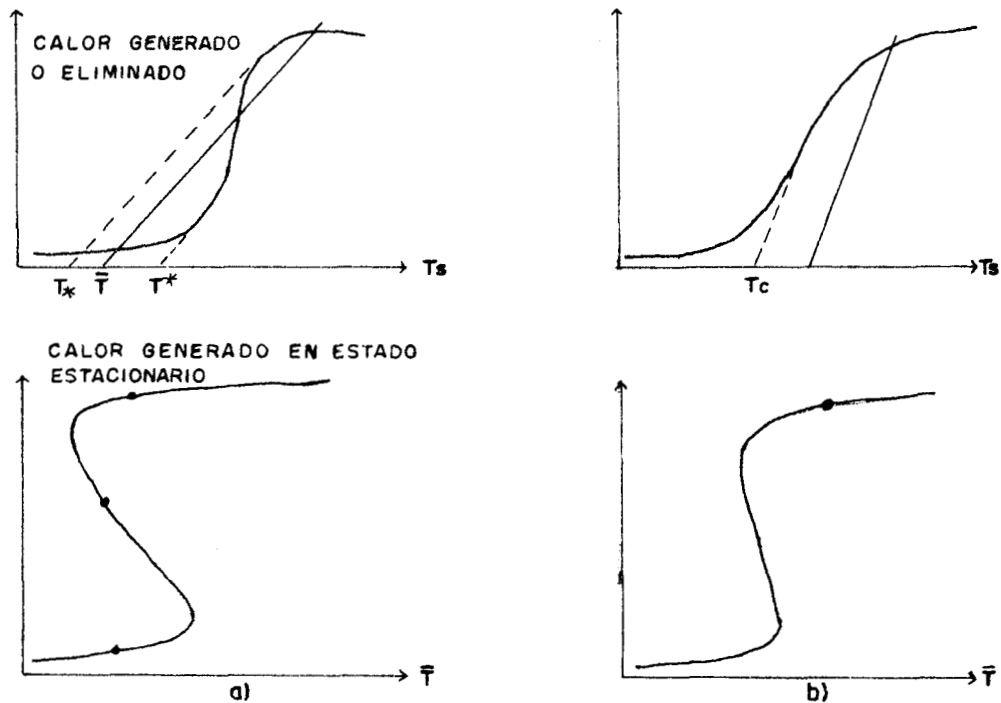 CALOR GENERADO
O ELIMINADO
Ts
T* T̄ T*
Ts
Tc
CALOR GENERADO EN ESTADO
ESTACIONARIO
T̄
a)
T̄
b)